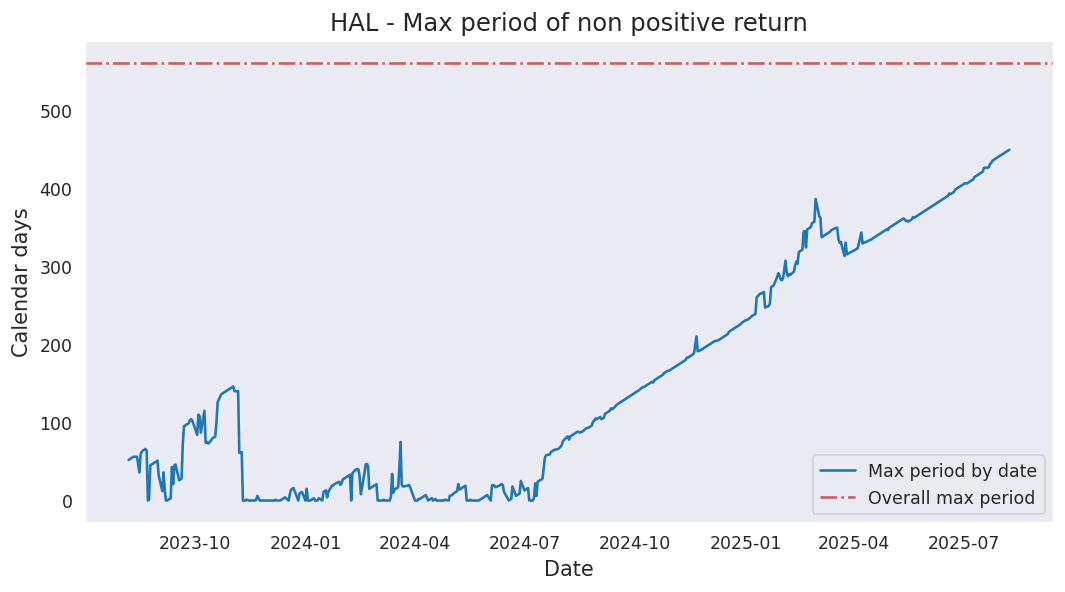 HAL - Max period of non positive return
Calendar days
500
400
300
200
100
0
2023-10 2024-01 2024-04 2024-07 2024-10 2025-01 2025-04 2025-07
Date
Max period by date
Overall max period